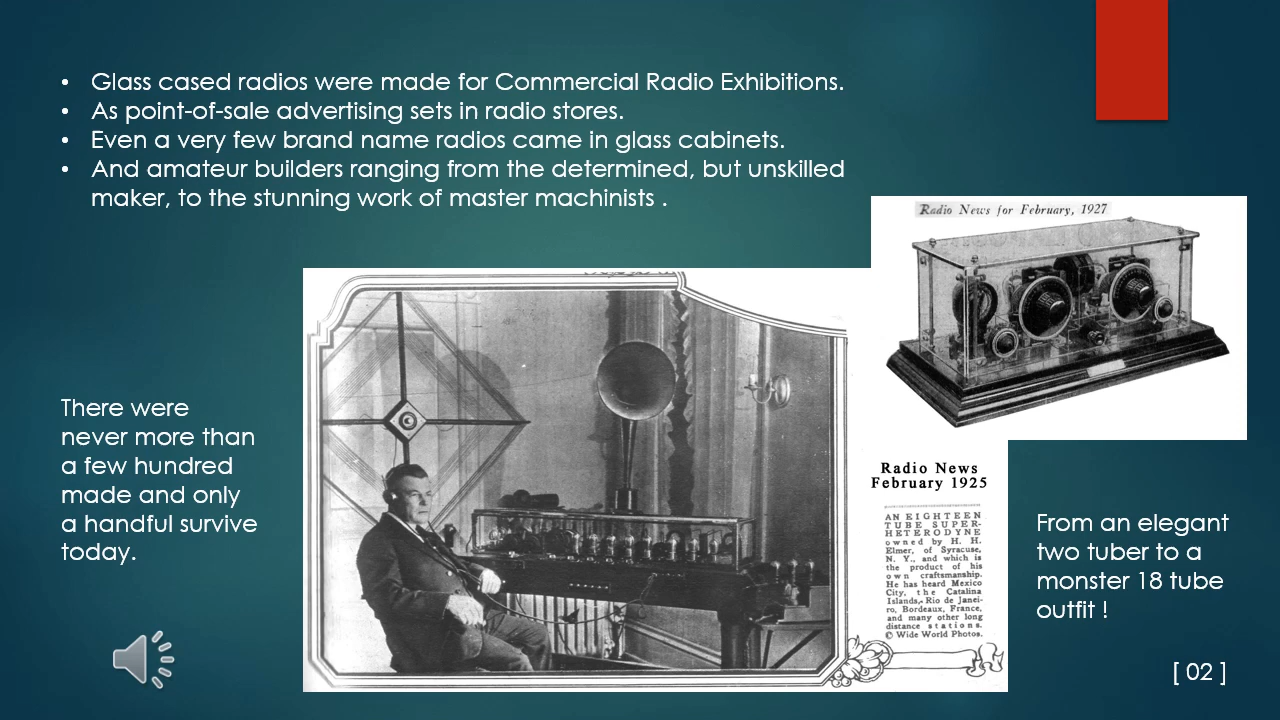 • Glass cased radios were made for Commercial Radio Exhibitions.
• As point-of-sale advertising sets in radio stores.
• Even a very few brand name radios came in glass cabinets.
• And amateur builders ranging from the determined, but unskilled
maker, to the stunning work of master machinists .
Radio News for February, 1927
There were
never more than
a few hundred
made and only
a handful survive
today.
Radio News
February 1925
AN EIGHTEEN
TUBE SUPER-
HETERODYNE
owned by H. H.
Elmer, of Syracuse,
N. Y., and which is
the product of his
own craftsmanship.
He has heard Mexico
City, the Catalina
Islands, Rio de Janei-
ro, Bordeaux, France,
and many other long
distance stations.
© Wide World Photos.
From an elegant
two tuber to a
monster 18 tube
outfit !
[ 02 ]